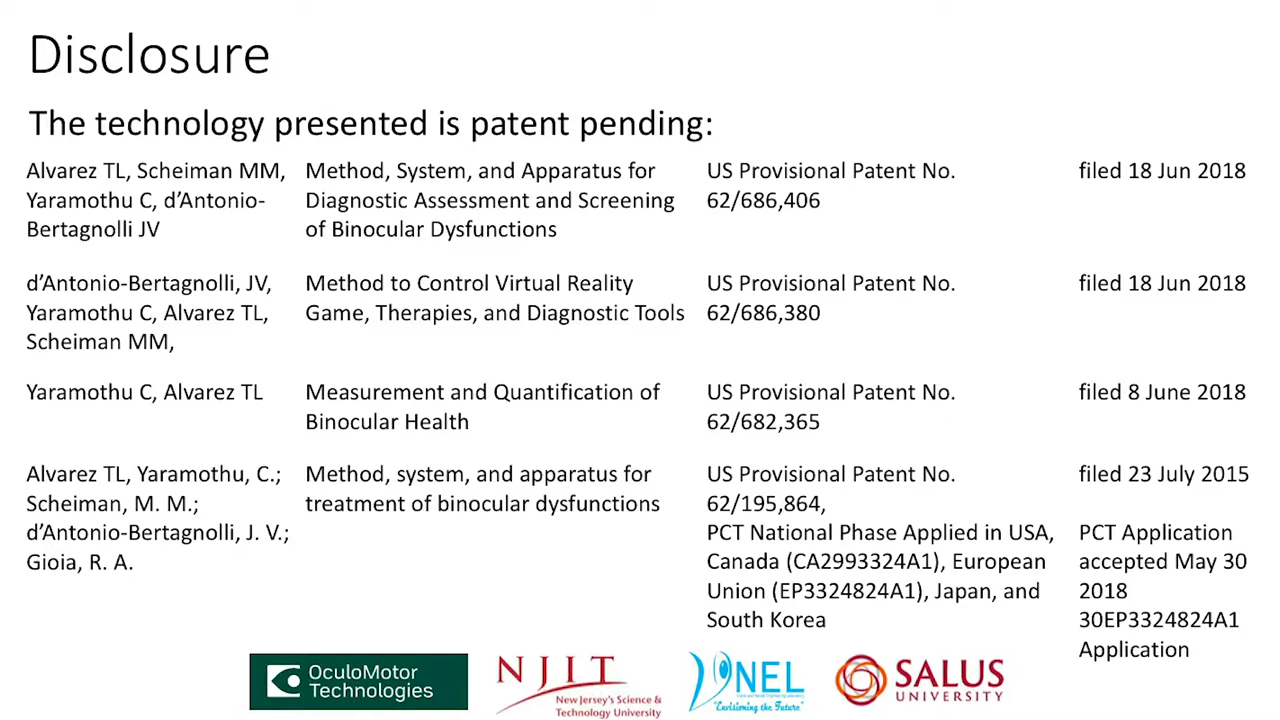 Disclosure
The technology presented is patent pending:
Alvarez TL, Scheiman MM,
Yaramothu C, d’Antonio-
Bertagnolli JV
Method, System, and Apparatus for
Diagnostic Assessment and Screening
of Binocular Dysfunctions
US Provisional Patent No.
62/686,406
filed 18 Jun 2018
d’Antonio-Bertagnolli, JV,
Yaramothu C, Alvarez TL,
Scheiman MM,
Method to Control Virtual Reality
Game, Therapies, and Diagnostic Tools
US Provisional Patent No.
62/686,380
filed 18 Jun 2018
Yaramothu C, Alvarez TL
Measurement and Quantification of
Binocular Health
US Provisional Patent No.
62/682,365
filed 8 June 2018
Alvarez TL, Yaramothu, C.;
Scheiman, M. M.;
d’Antonio-Bertagnolli, J. V.;
Gioia, R. A.
Method, system, and apparatus for
treatment of binocular dysfunctions
US Provisional Patent No.
62/195,864,
PCT National Phase Applied in USA,
Canada (CA2993324A1), European
Union (EP3324824A1), Japan, and
South Korea
filed 23 July 2015
PCT Application
accepted May 30
2018
30EP3324824A1
Application
OculoMotor
Technologies
NJIT
New Jersey's Science &
Technology University
VNEL
"Envisioning the Future"
SALUS
UNIVERSITY